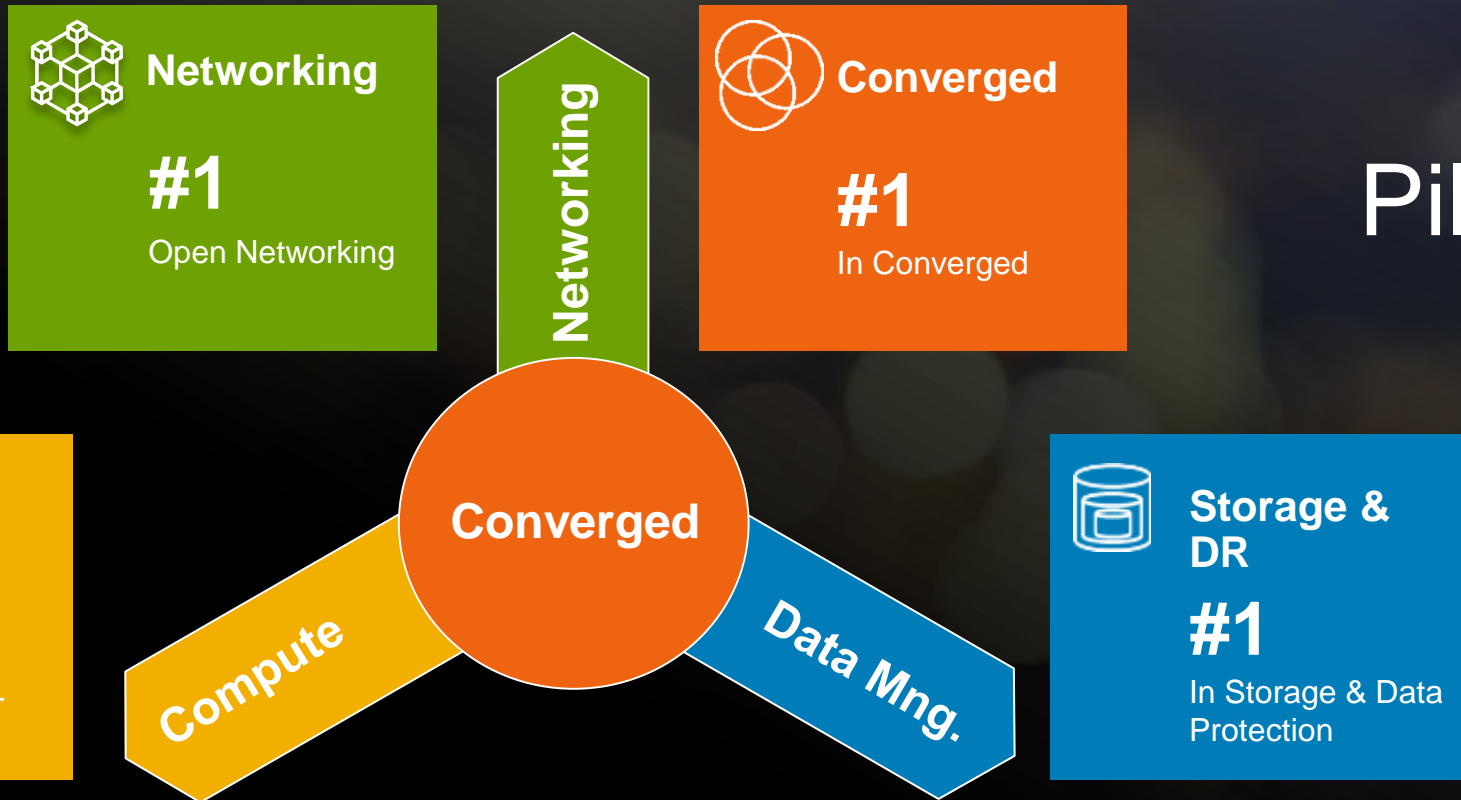 Networking
#1
Open Networking
Networking
Converged
#1
In Converged
Converged
Compute
Data Mng.
Storage &
DR
#1
In Storage & Data
Protection